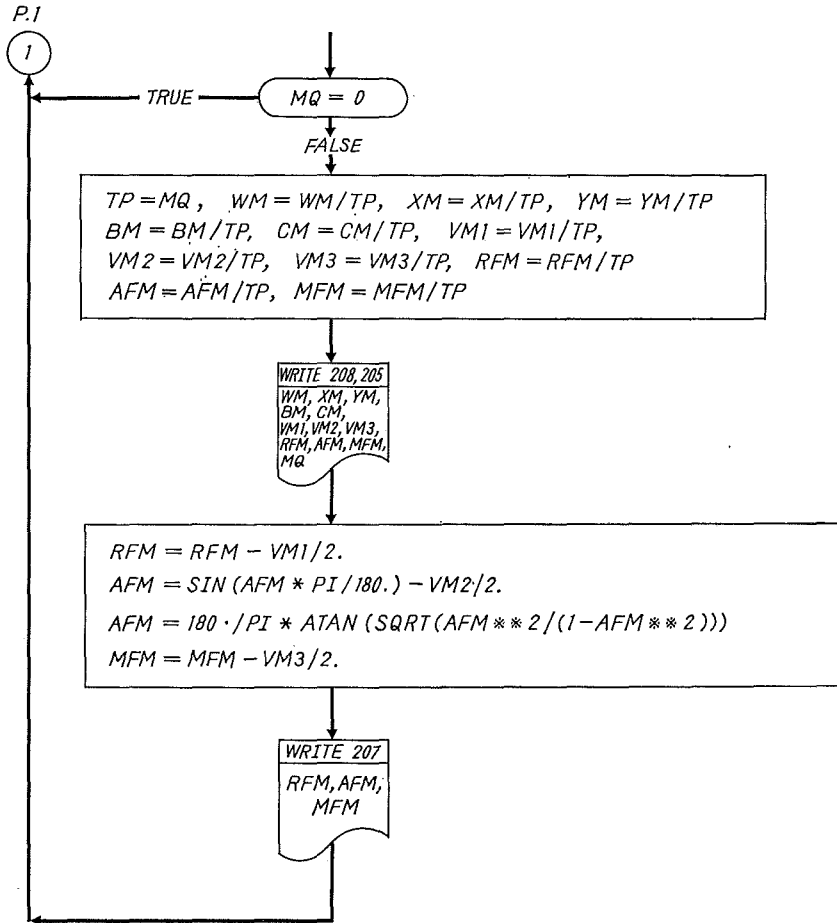 P.1
1
TRUE
MQ = 0
FALSE
TP=MQ, WM=WM/TP, XM=XM/TP, YM=YM/TP
BM=BM/TP, CM=CM/TP, VM1=VM1/TP,
VM2=VM2/TP, VM3=VM3/TP, RFM=RFM/TP
AFM=AFM/TP, MFM=MFM/TP
WRITE 208,205
WM, XM, YM,
BM, CM,
VM1, VM2, VM3,
RFM, AFM, MFM,
MQ
RFM = RFM - VM1/2.
AFM = SIN (AFM * PI/180.) - VM2/2.
AFM = 180 ·/PI * ATAN (SQRT(AFM**2/(1-AFM**2)))
MFM = MFM - VM3/2.
WRITE 207
RFM, AFM,
MFM